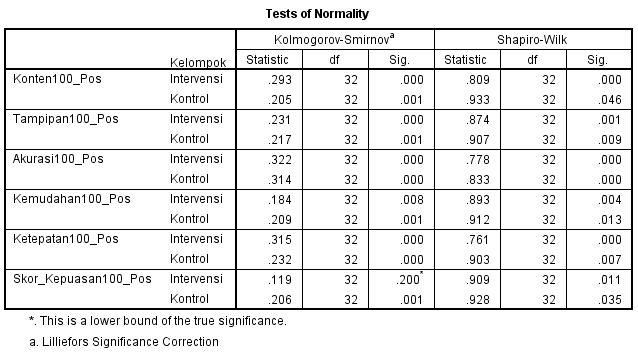 Tests of Normality
Kelompok Kolmogorov-Smirnovᵃ Shapiro-Wilk
Statistic df Sig. Statistic df Sig.
Konten100_Pos Intervensi .293 32 .000 .809 32 .000
Kontrol .205 32 .001 .933 32 .046
Tampipan100_Pos Intervensi .231 32 .000 .874 32 .001
Kontrol .217 32 .001 .907 32 .009
Akurasi100_Pos Intervensi .322 32 .000 .778 32 .000
Kontrol .314 32 .000 .833 32 .000
Kemudahan100_Pos Intervensi .184 32 .008 .893 32 .004
Kontrol .209 32 .001 .912 32 .013
Ketepatan100_Pos Intervensi .315 32 .000 .761 32 .000
Kontrol .232 32 .000 .903 32 .007
Skor_Kepuasan100_Pos Intervensi .119 32 .200* .909 32 .011
Kontrol .206 32 .001 .928 32 .035
*. This is a lower bound of the true significance.
a. Lilliefors Significance Correction